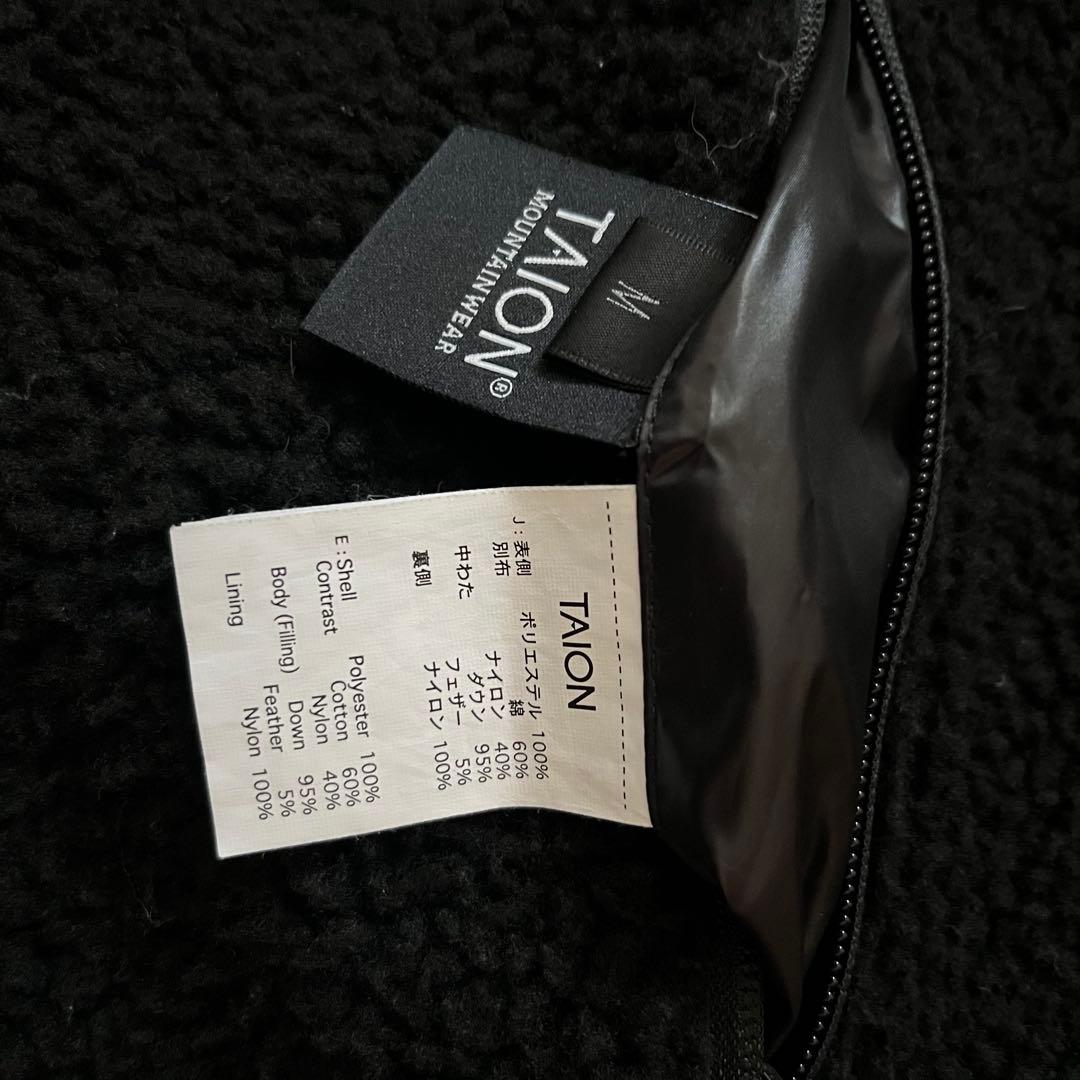 TAION®
MOUNTAINWEAR
M
TAION
J : 表側 ポリエステル 100%
別布 綿 60%
ナイロン 40%
中わた ダウン 95%
フェザー 5%
裏側 ナイロン 100%
E : Shell Polyester 100%
Contrast Cotton 60%
Nylon 40%
Body (Filling) Down 95%
Feather 5%
Lining Nylon 100%